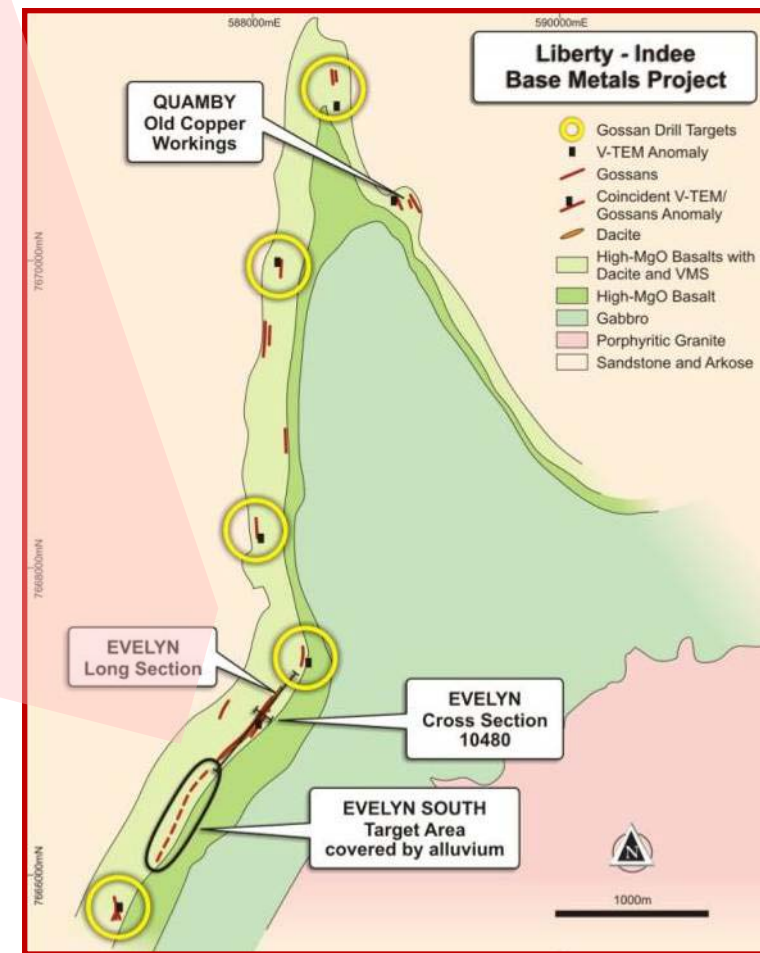 588000mE
590000mE
Liberty - Indee
Base Metals Project
QUAMBY
Old Copper
Workings
Gossan Drill Targets
V-TEM Anomaly
Gossans
Coincident V-TEM/
Gossans Anomaly
Dacite
High-MgO Basalts with
Dacite and VMS
High-MgO Basalt
Gabbro
Porphyritic Granite
Sandstone and Arkose
7670000mN
7668000mN
EVELYN
Long Section
EVELYN
Cross Section
10480
EVELYN SOUTH
Target Area
covered by alluvium
7666000mN
N
1000m